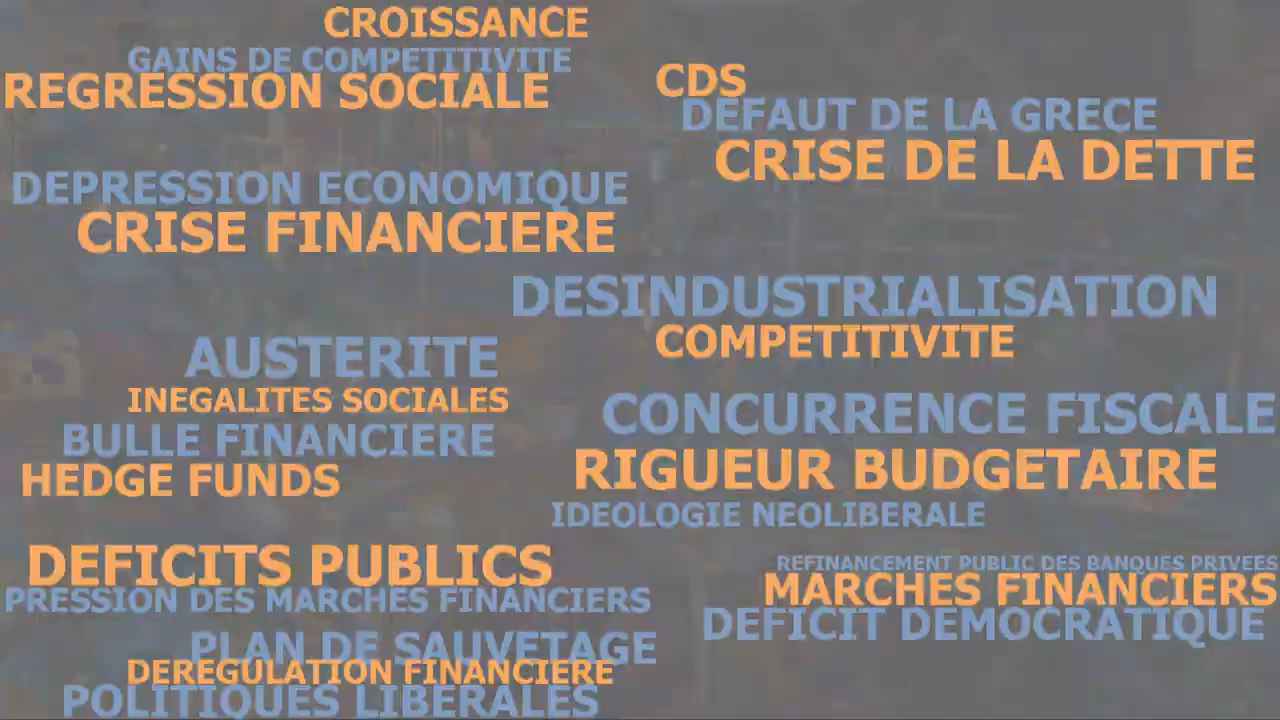 CROISSANCE
GAINS DE COMPETITIVITE
REGRESSION SOCIALE
CDS
DEFAUT DE LA GRECE
CRISE DE LA DETTE
DEPRESSION ECONOMIQUE
CRISE FINANCIERE
DESINDUSTRIALISATION
COMPETITIVITE
AUSTERITE
INEGALITES SOCIALES
BULLE FINANCIERE
HEDGE FUNDS
CONCURRENCE FISCALE
RIGUEUR BUDGETAIRE
IDEOLOGIE NEOLIBERALE
DEFICITS PUBLICS
PRESSION DES MARCHES FINANCIERS
REFINANCEMENT PUBLIC DES BANQUES PRIVEES
MARCHES FINANCIERS
DEFICIT DEMOCRATIQUE
PLAN DE SAUVETAGE
DEREGULATION FINANCIERE
POLITIQUES LIBERALES